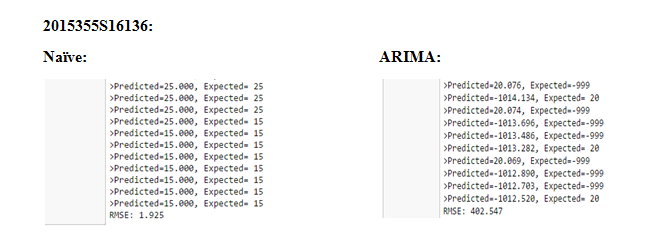 2015355S16136:
Naïve:
>Predicted=25.000, Expected= 25
>Predicted=25.000, Expected= 25
>Predicted=25.000, Expected= 25
>Predicted=25.000, Expected= 15
>Predicted=15.000, Expected= 15
>Predicted=15.000, Expected= 15
>Predicted=15.000, Expected= 15
>Predicted=15.000, Expected= 15
>Predicted=15.000, Expected= 15
>Predicted=15.000, Expected= 15
RMSE: 1.925
ARIMA:
>Predicted=20.076, Expected=-999
>Predicted=-1014.134, Expected= 20
>Predicted=20.074, Expected=-999
>Predicted=-1013.696, Expected=-999
>Predicted=-1013.486, Expected=-999
>Predicted=-1013.282, Expected= 20
>Predicted=20.069, Expected=-999
>Predicted=-1012.890, Expected=-999
>Predicted=-1012.703, Expected=-999
>Predicted=-1012.520, Expected= 20
RMSE: 402.547